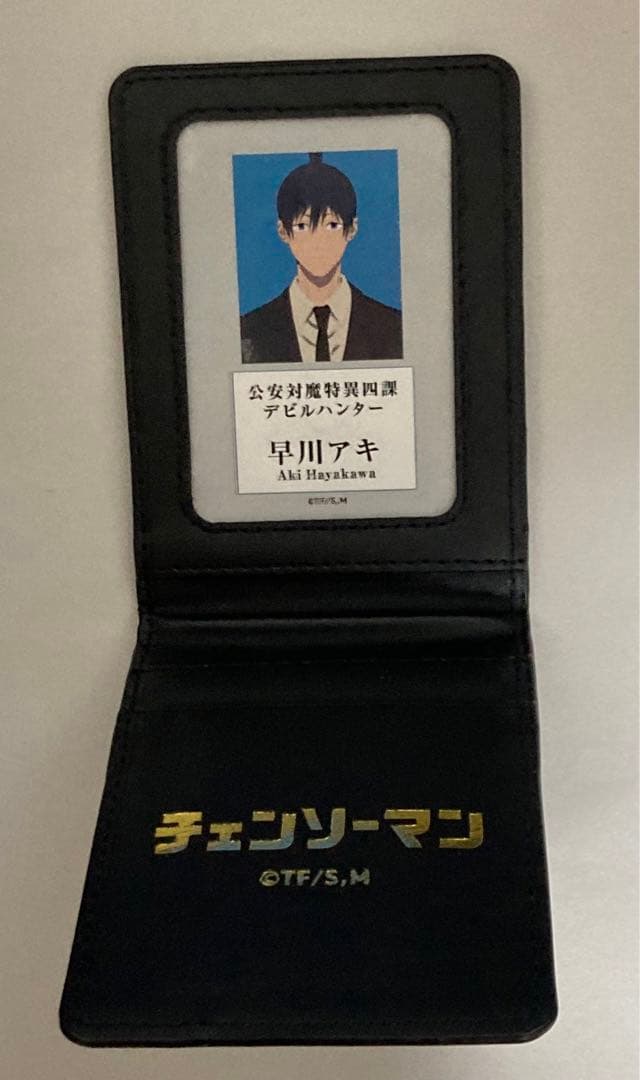 公安対魔特異四課
デビルハンター
早川アキ
Aki Hayakawa
©TF/S,M
チェンソーマン
©TF/S,M